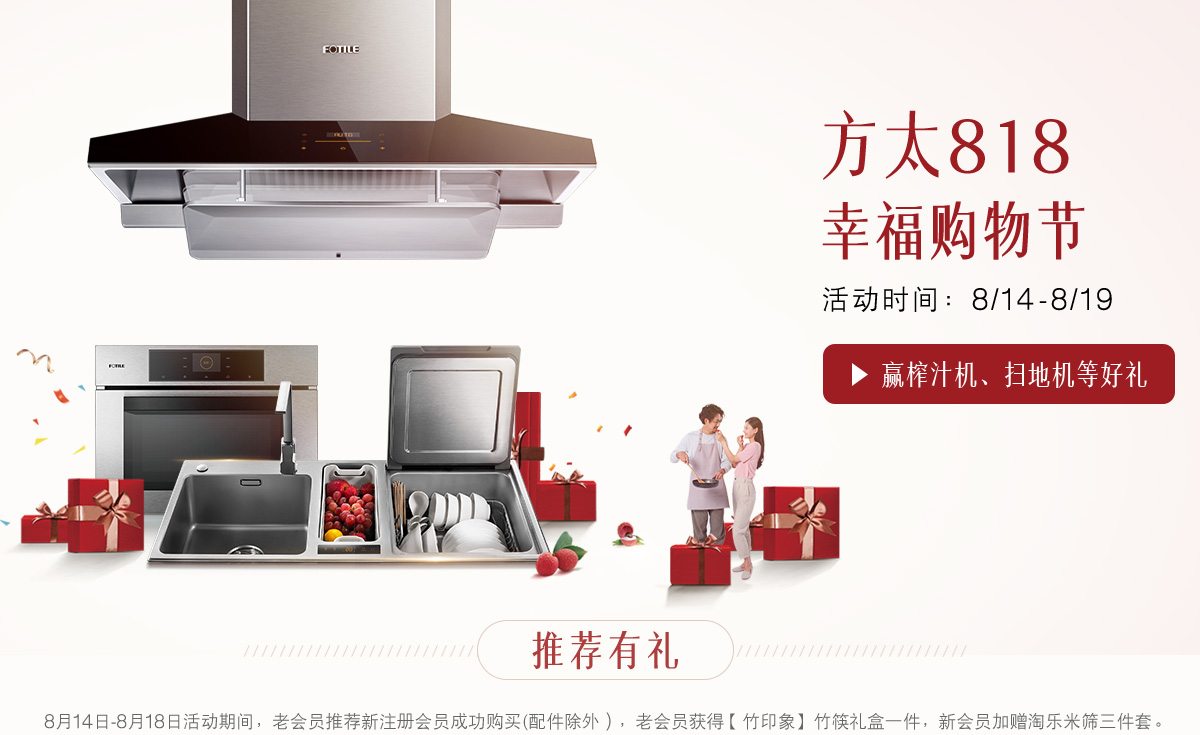 FOTILE
AUTO
方太818
幸福购物节
活动时间：8/14-8/19
赢榨汁机、扫地机等好礼
FOTILE
推荐有礼
8月14日-8月18日活动期间，老会员推荐新注册会员成功购买(配件除外），老会员获得【竹印象】竹筷礼盒一件，新会员加赠淘乐米筛三件套。